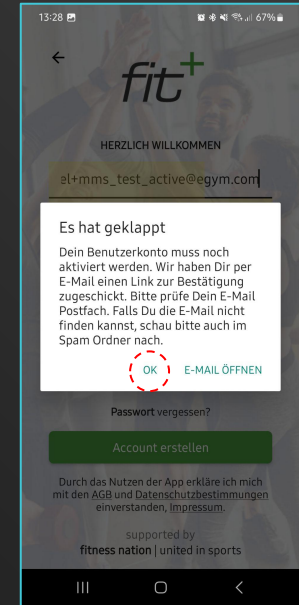 13:28
67%
fit+
HERZLICH WILLKOMMEN
el+mms_test_active@egym.com
Es hat geklappt
Dein Benutzerkonto muss noch
aktiviert werden. Wir haben Dir per
E-Mail einen Link zur Bestätigung
zugeschickt. Bitte prüfe Dein E-Mail
Postfach. Falls Du die E-Mail nicht
finden kannst, schau bitte auch im
Spam Ordner nach.
OK E-MAIL ÖFFNEN
Passwort vergessen?
Account erstellen
Durch das Nutzen der App erkläre ich mich
mit den AGB und Datenschutzbestimmungen
einverstanden, Impressum.
supported by
fitness nation | united in sports